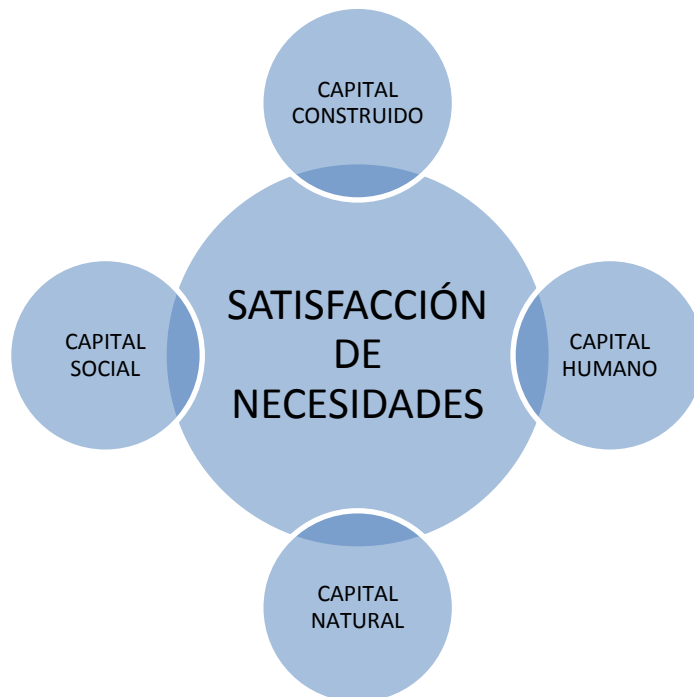 CAPITAL
CONSTRUIDO
SATISFACCIÓN
DE
NECESIDADES
CAPITAL
SOCIAL
CAPITAL
HUMANO
CAPITAL
NATURAL